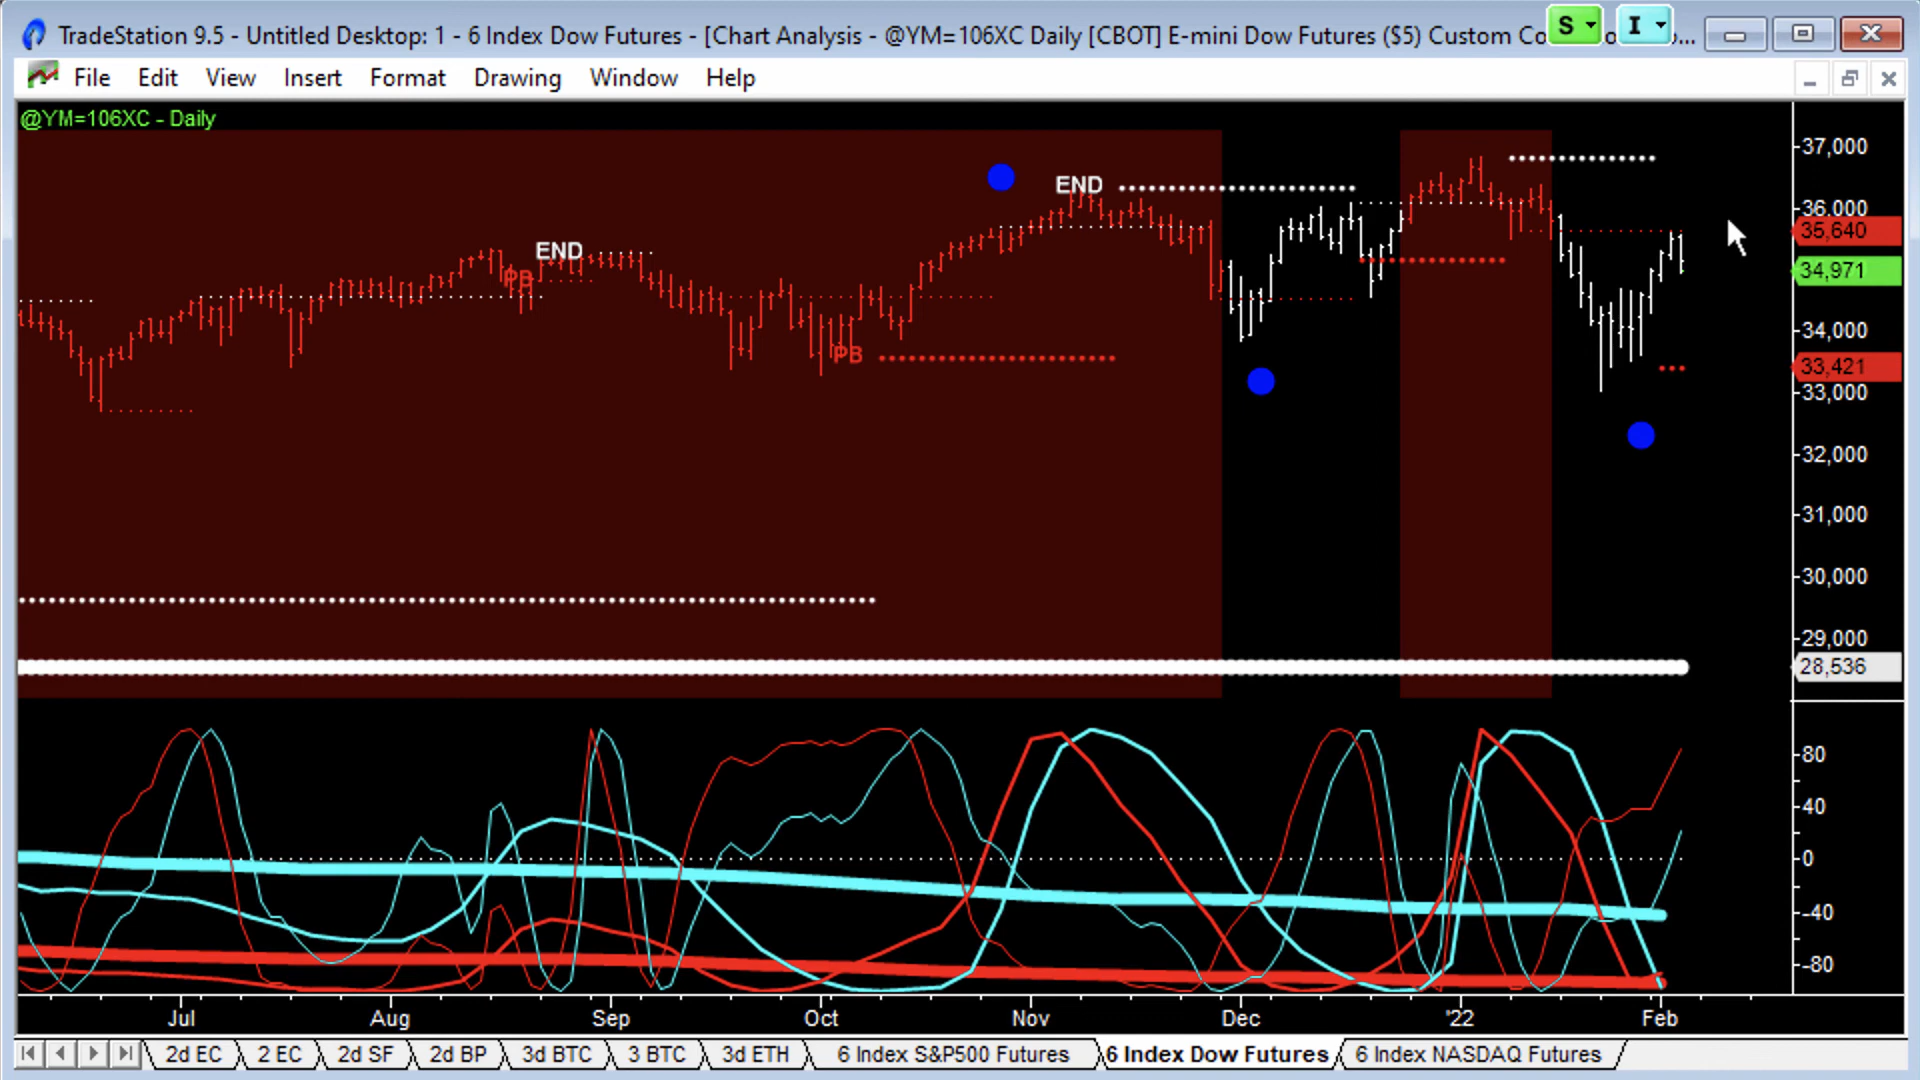 TradeStation 9.5 - Untitled Desktop: 1 - 6 Index Dow Futures - [Chart Analysis - @YM=106XC Daily [CBOT] E-mini Dow Futures ($5) Custom Co
S I
File Edit View Insert Format Drawing Window Help
@YM=106XC - Daily
37,000
END
36,000
35,640
END
PB
34,971
34,000
PB
33,421
33,000
32,000
31,000
30,000
29,000
28,536
80
40
0
-40
-80
Jul Aug Sep Oct Nov Dec '22 Feb
2d EC 2 EC 2d SF 2d BP 3d BTC 3 BTC 3d ETH 6 Index S&P500 Futures 6 Index Dow Futures 6 Index NASDAQ Futures